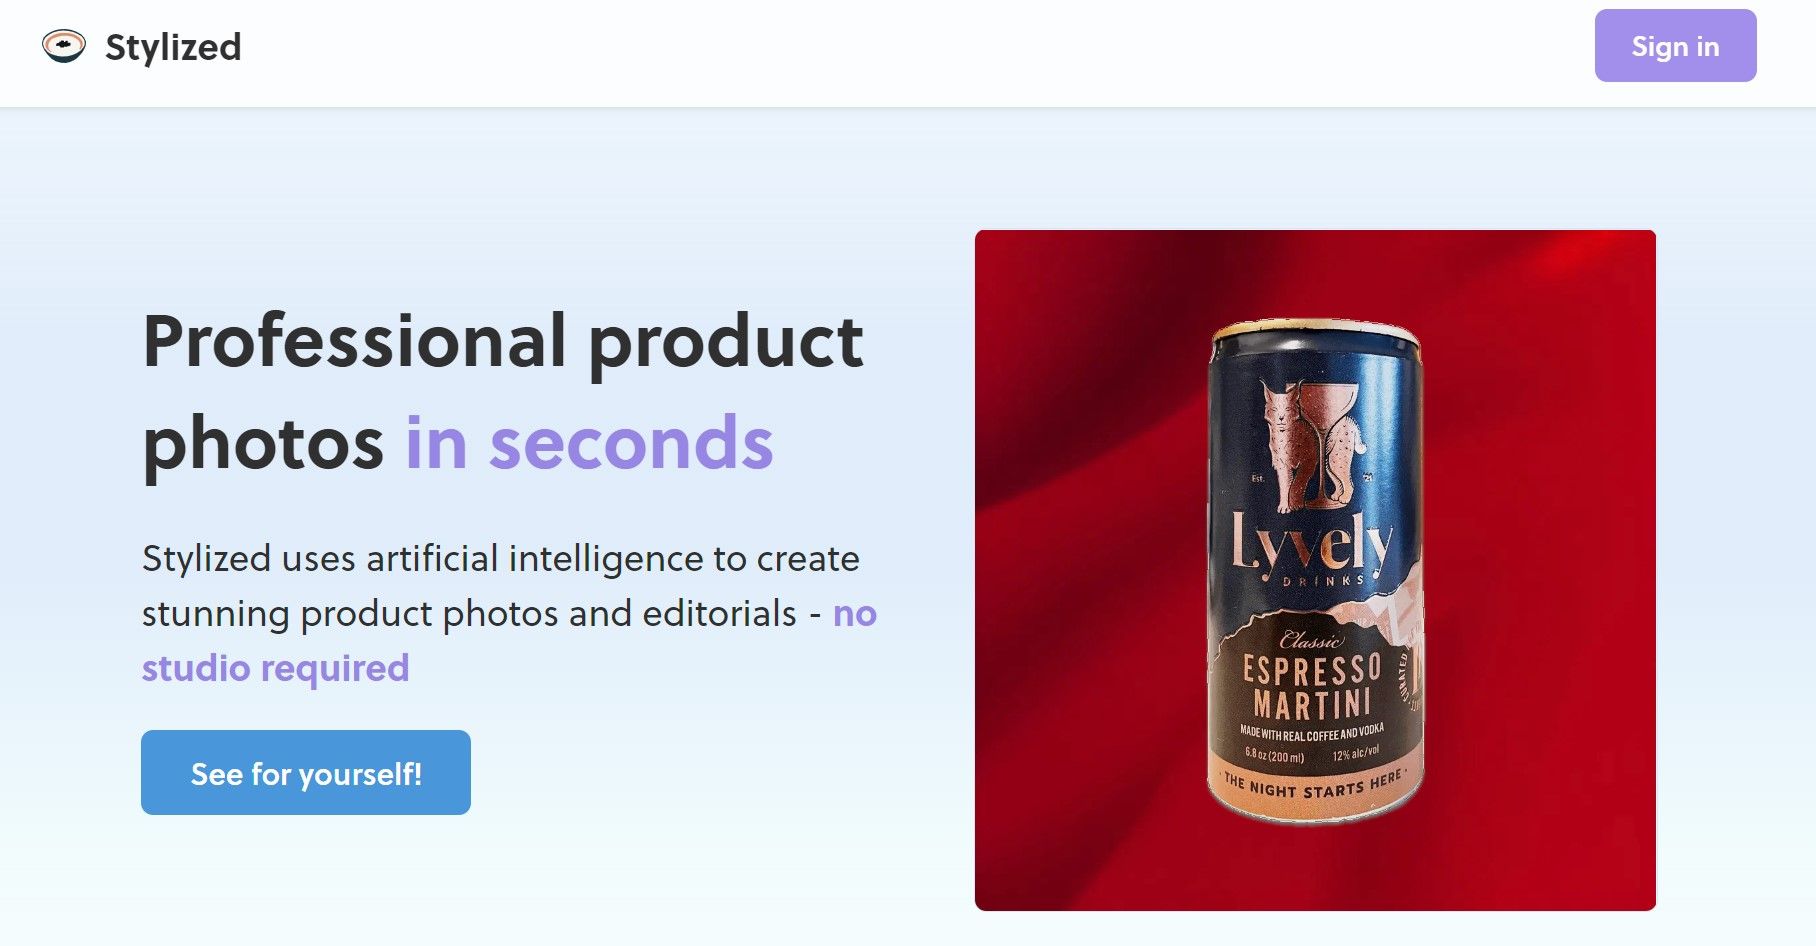 Stylized
Sign in
Professional product
photos in seconds
Stylized uses artificial intelligence to create
stunning product photos and editorials - no
studio required
See for yourself!
Est. '21
Lyvely
DRINKS
Classic
ESPRESSO
MARTINI
MADE WITH REAL COFFEE AND VODKA
6.8 oz (200 ml) 12% alc/vol
· THE NIGHT STARTS HERE ·
CURATED